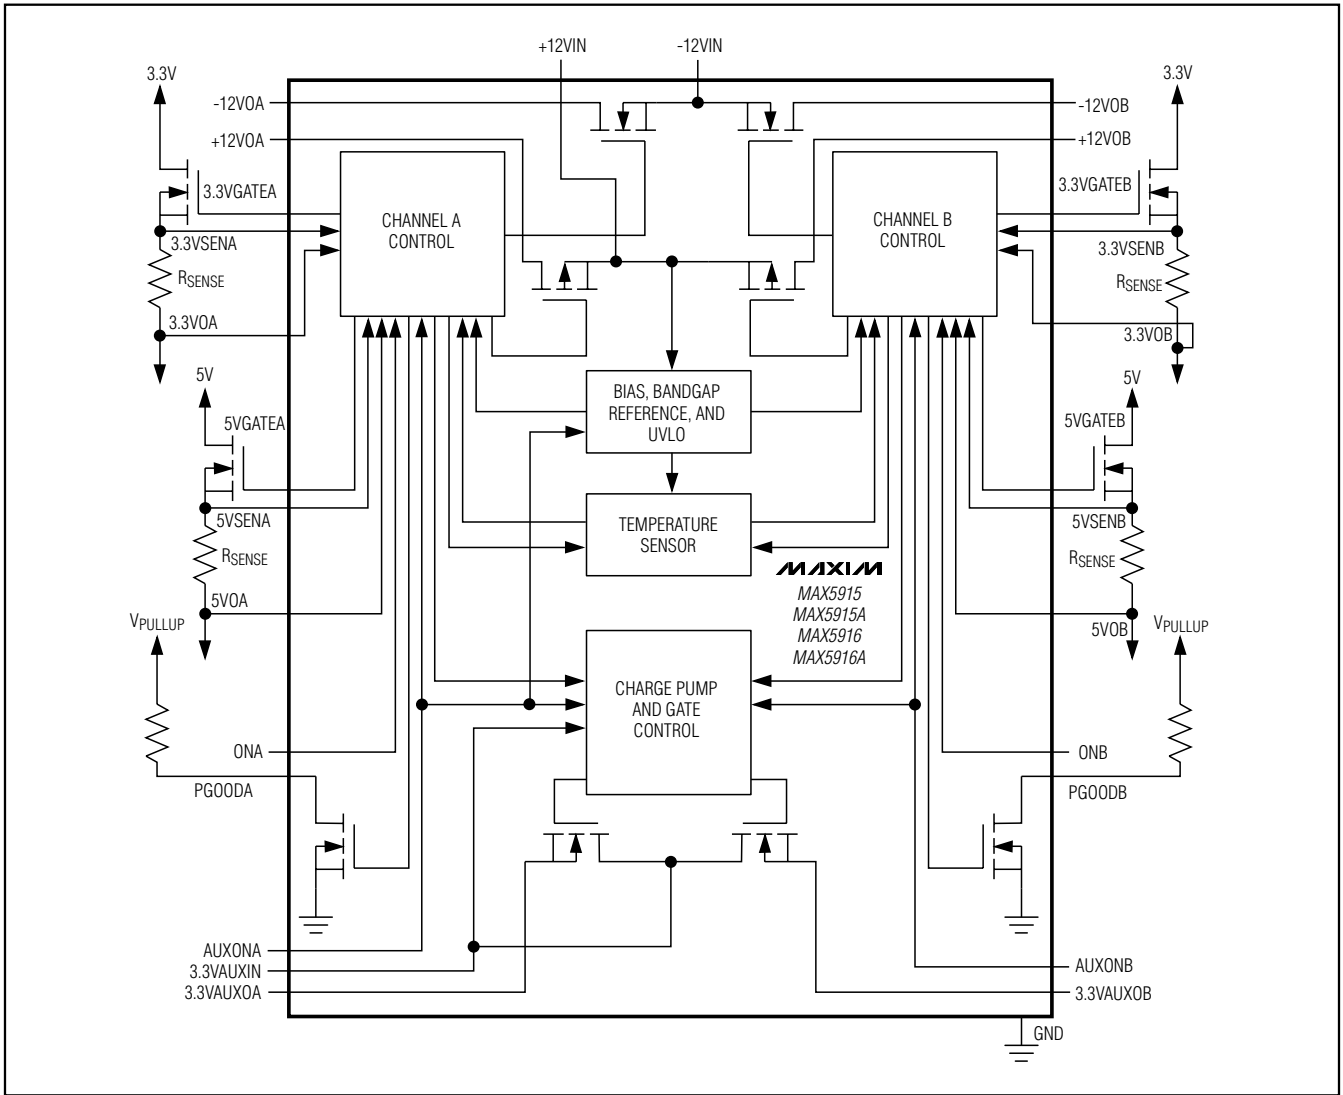 +12VIN
-12VIN
3.3V
3.3V
-12VOA
-12VOB
+12VOA
+12VOB
3.3VGATEA
3.3VGATEB
CHANNEL A
CONTROL
CHANNEL B
CONTROL
3.3VSENA
3.3VSENB
RSENSE
RSENSE
3.3VOA
3.3VOB
5V
5V
BIAS, BANDGAP
REFERENCE, AND
UVLO
5VGATEA
5VGATEB
5VSENA
5VSENB
TEMPERATURE
SENSOR
RSENSE
RSENSE
MAXIM
MAX5915
MAX5915A
MAX5916
MAX5916A
5VOA
5VOB
VPULLUP
VPULLUP
CHARGE PUMP
AND GATE
CONTROL
ONA
ONB
PGOODA
PGOODB
AUXONA
3.3VAUXIN
3.3VAUXOA
AUXONB
3.3VAUXOB
GND